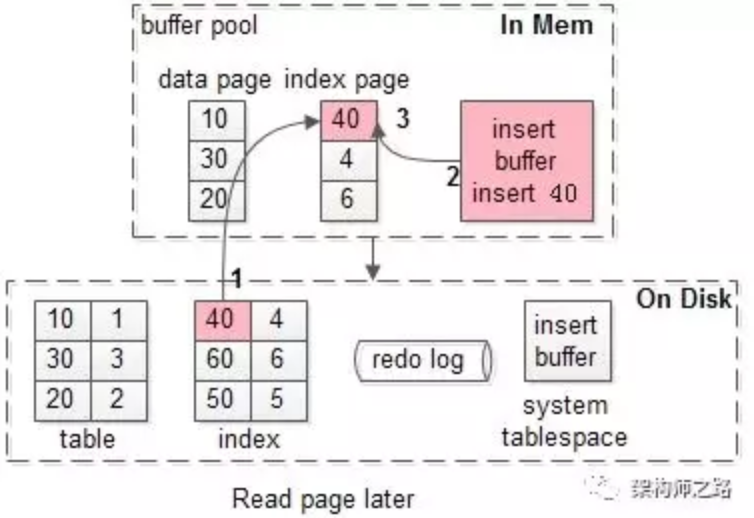 buffer pool
In Mem
data page
index page
10
30
20
40
4
6
3
insert
buffer
insert 40
2
1
On Disk
10 1
30 3
20 2
table
40 4
60 6
50 5
index
redo log
insert
buffer
system
tablespace
架构师之路
Read page later